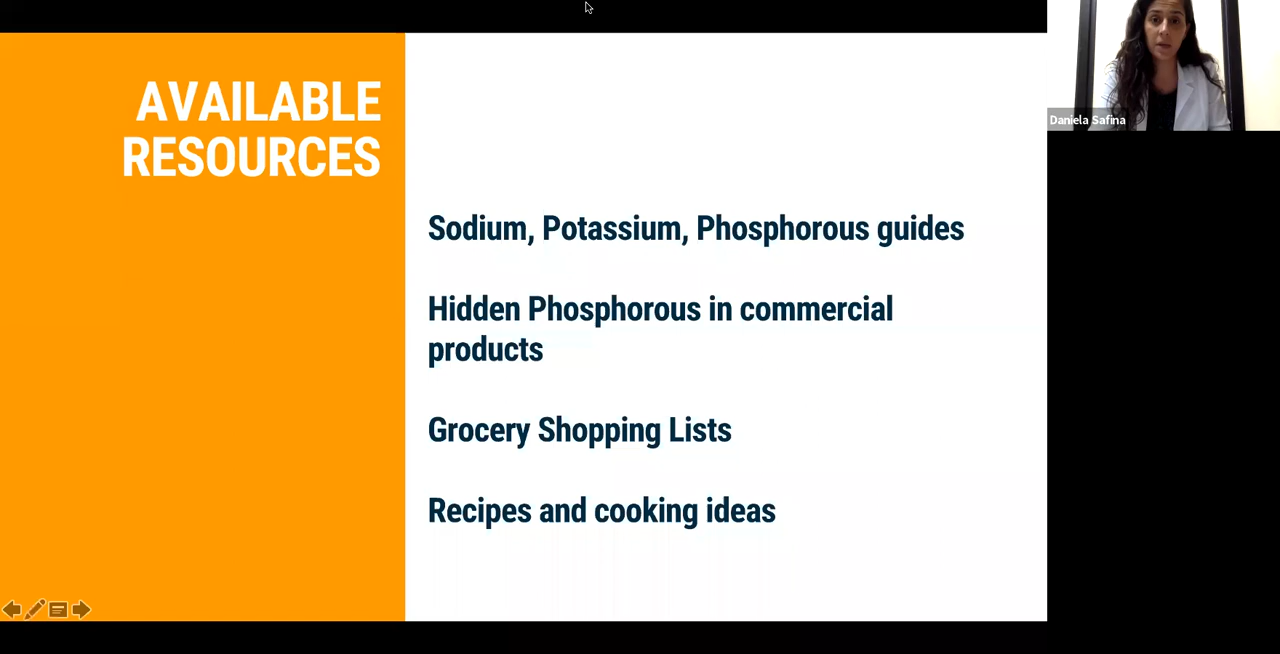 AVAILABLE
RESOURCES
Sodium, Potassium, Phosphorous guides
Hidden Phosphorous in commercial
products
Grocery Shopping Lists
Recipes and cooking ideas
Daniela Safina